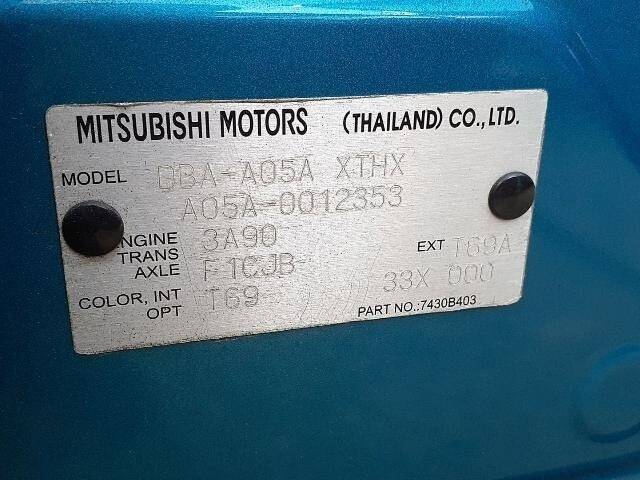 MITSUBISHI MOTORS (THAILAND) CO.,LTD.
MODEL DBA-A05A XTHX
A05A-0012353
ENGINE 3A90
TRANS AXLE F1CJB EXT T69A
COLOR, INT OPT T69 33X 000
PART NO.:7430B403